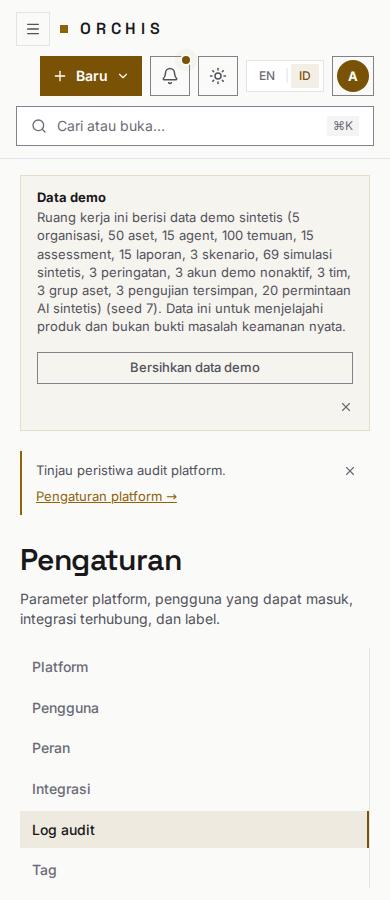 ORCHIS
Baru
EN
ID
A
Cari atau buka...
⌘K
Data demo
Ruang kerja ini berisi data demo sintetis (5
organisasi, 50 aset, 15 agent, 100 temuan, 15
assessment, 15 laporan, 3 skenario, 69 simulasi
sintetis, 3 peringatan, 3 akun demo nonaktif, 3 tim,
3 grup aset, 3 pengujian tersimpan, 20 permintaan
AI sintetis) (seed 7). Data ini untuk menjelajahi
produk dan bukan bukti masalah keamanan nyata.
Bersihkan data demo
Tinjau peristiwa audit platform.
Pengaturan platform →
Pengaturan
Parameter platform, pengguna yang dapat masuk,
integrasi terhubung, dan label.
Platform
Pengguna
Peran
Integrasi
Log audit
Tag